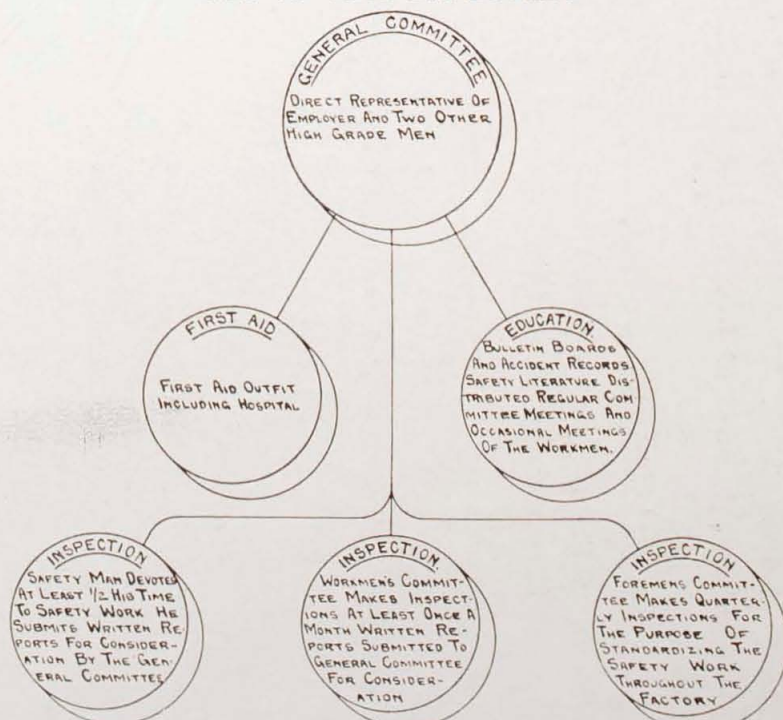 GENERAL COMMITTEE
DIRECT REPRESENTATIVE OF
EMPLOYER AND TWO OTHER
HIGH GRADE MEN
FIRST AID
FIRST AID OUTFIT
INCLUDING HOSPITAL
EDUCATION.
BULLETIN BOARDS
AND ACCIDENT RECORDS
SAFETY LITERATURE DIS-
TRIBUTED REGULAR COM
MITTEE MEETINGS AND
OCCASIONAL MEETINGS
OF THE WORKMEN.
INSPECTION
SAFETY MAN DEVOTES
AT LEAST 1/2 HIS TIME
TO SAFETY WORK HE
SUBMITS WRITTEN RE
PORTS FOR CONSIDER-
ATION BY THE GEN-
ERAL COMMITTEE
INSPECTION.
WORKMEN'S COMMIT-
TEE MAKES INSPECT-
IONS AT LEAST ONCE A
MONTH WRITTEN RE-
PORTS SUBMITTED TO
GENERAL COMMITTEE
FOR CONSIDER-
ATION
INSPECTION
FOREMENS COMMIT-
TEE MAKES QUARTER-
LY INSPECTIONS FOR
THE PURPOSE OF
STANDARDIZING THE
SAFETY WORK
THROUGHOUT THE
FACTORY